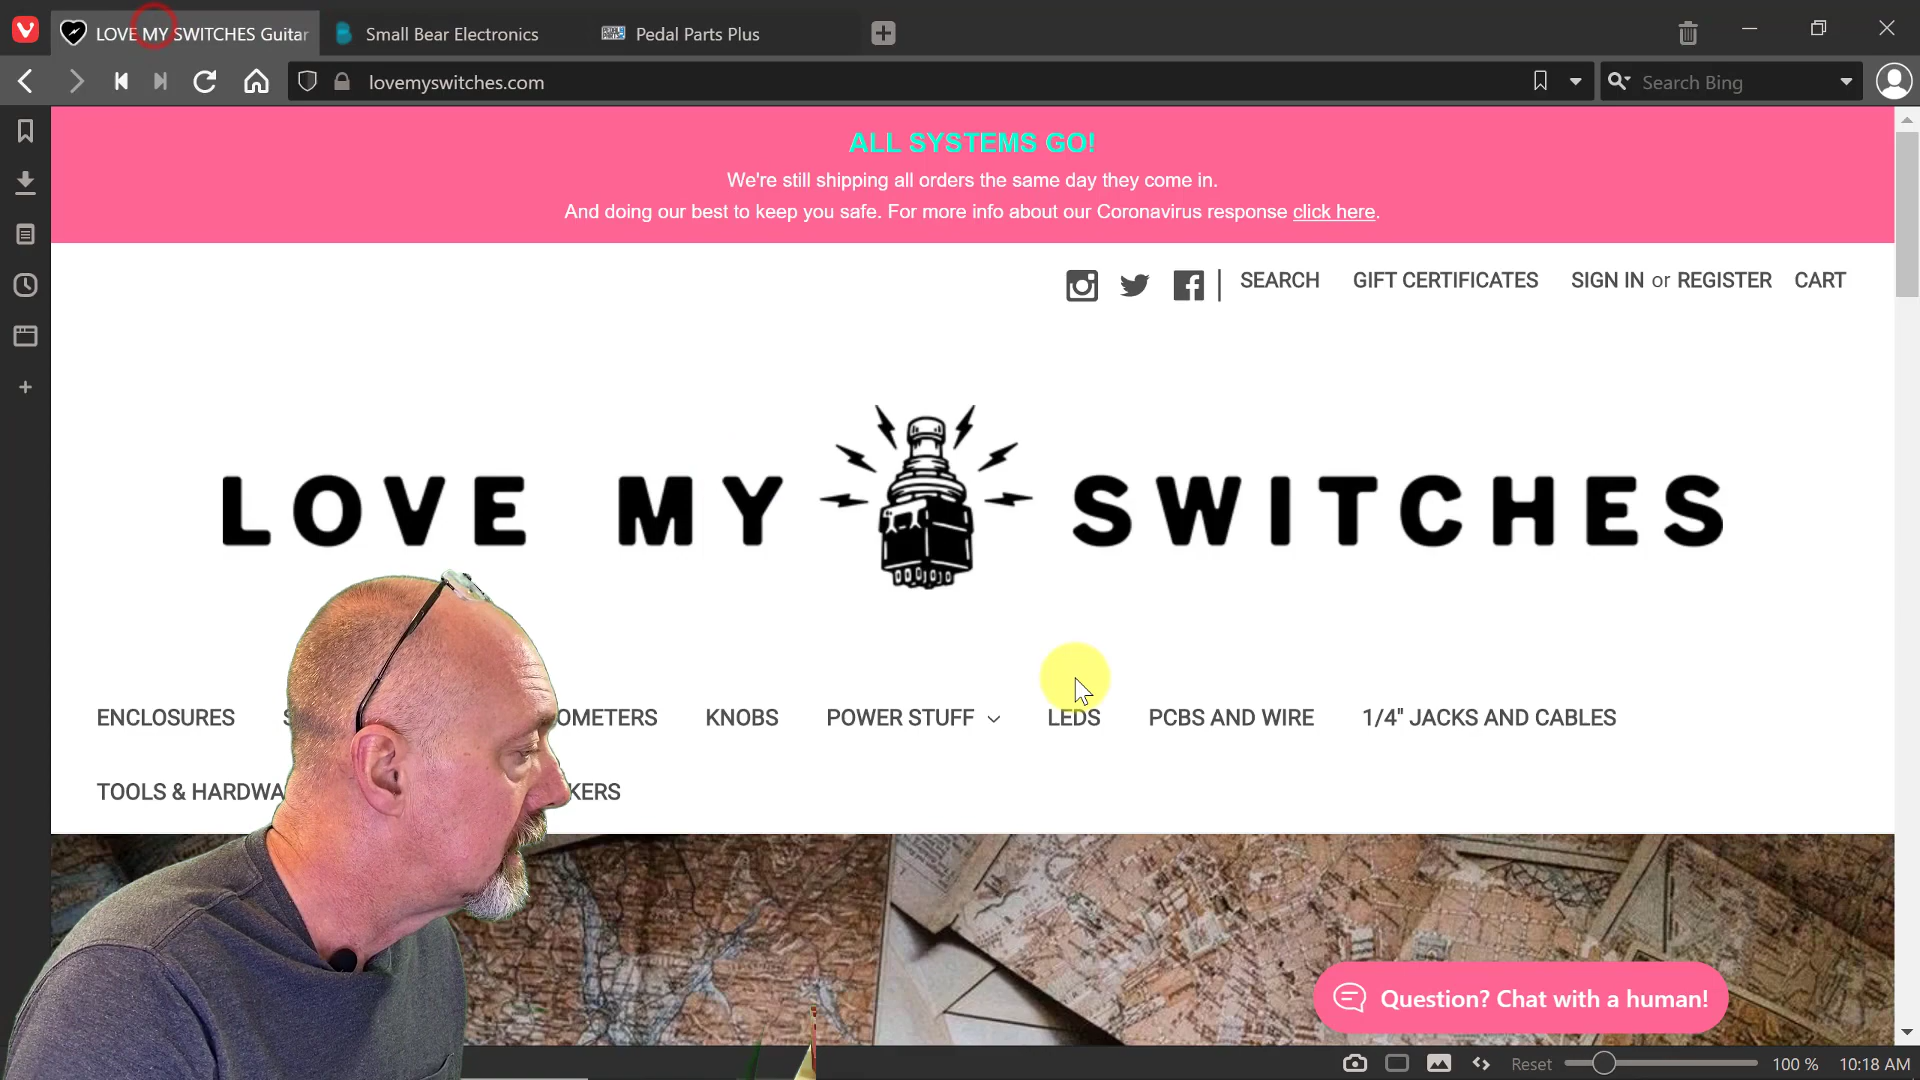 LOVE MY SWITCHES Guitar
Small Bear Electronics
Pedal Parts Plus
lovemyswitches.com
Search Bing
ALL SYSTEMS GO!
We're still shipping all orders the same day they come in.
And doing our best to keep you safe. For more info about our Coronavirus response click here.
SEARCH
GIFT CERTIFICATES
SIGN IN or REGISTER
CART
LOVE MY SWITCHES
ENCLOSURES
S
OMETERS
KNOBS
POWER STUFF
LEDS
PCBS AND WIRE
1/4" JACKS AND CABLES
TOOLS & HARDWA
KERS
Question? Chat with a human!
Reset
100 %
10:18 AM